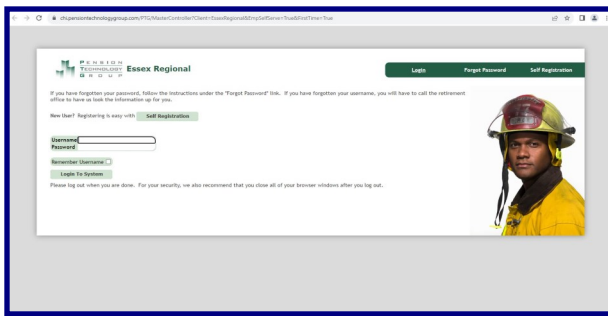 chi.pensiontechnologygroup.com/PTG/MasterController?Client=EssexRegional&EmpSelfServe=True&FirstTime=True
PENSION
TECHNOLOGY
GROUP
Essex Regional
Login Forgot Password Self Registration
If you have forgotten your password, follow the instructions under the "Forgot Password" link. If you have forgotten your username, you will have to call the retirement
office to have us look the information up for you.
New User? Registering is easy with Self Registration
Username
Password
Remember Username
Login To System
Please log out when you are done. For your security, we also recommend that you close all of your browser windows after you log out.